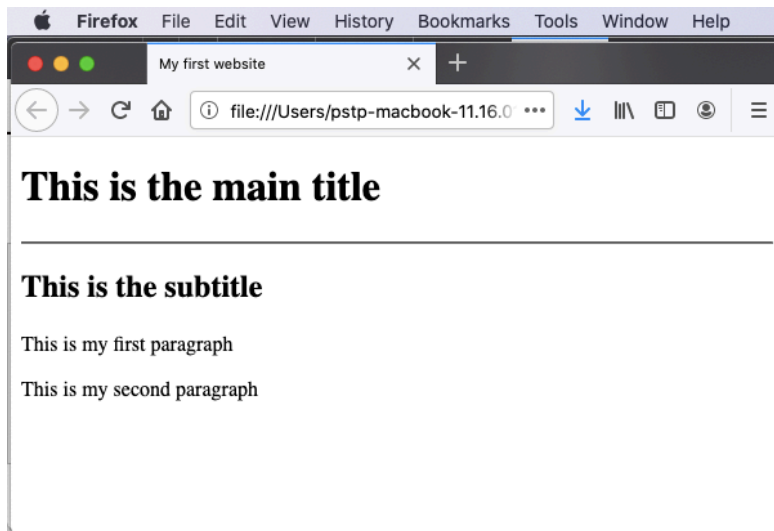 Firefox File Edit View History Bookmarks Tools Window Help
My first website
file:///Users/pstp-macbook-11.16.0
This is the main title
This is the subtitle
This is my first paragraph
This is my second paragraph